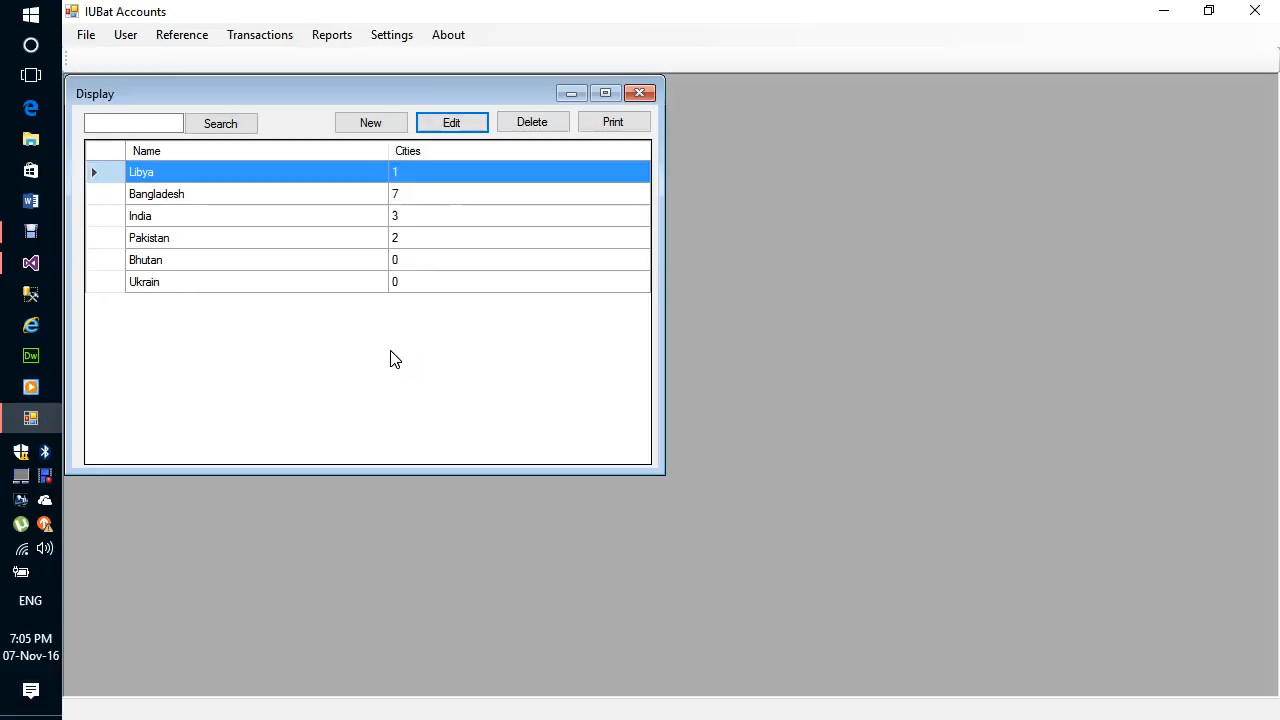 IUBat Accounts
File User Reference Transactions Reports Settings About
Display
Search New Edit Delete Print
Name Cities
Libya 1
Bangladesh 7
India 3
Pakistan 2
Bhutan 0
Ukrain 0
Dw
ENG
7:05 PM
07-Nov-16